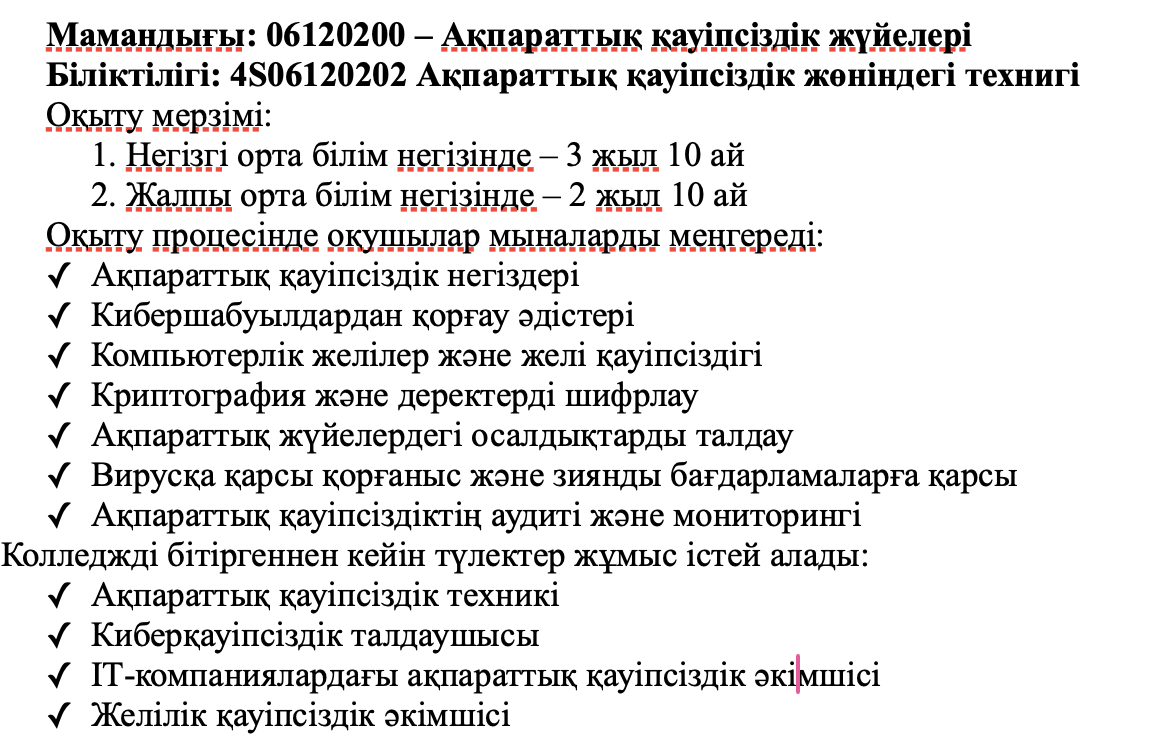 Мамандығы: 06120200 – Ақпараттық қауіпсіздік жүйелері
Біліктілігі: 4S06120202 Ақпараттық қауіпсіздік жөніндегі технигі
Оқыту мерзімі:
1. Негізгі орта білім негізінде – 3 жыл 10 ай
2. Жалпы орта білім негізінде – 2 жыл 10 ай
Оқыту процесінде оқушылар мыналарды меңгереді:
✓ Ақпараттық қауіпсіздік негіздері
✓ Кибершабуылдардан қорғау әдістері
✓ Компьютерлік желілер және желі қауіпсіздігі
✓ Криптография және деректерді шифрлау
✓ Ақпараттық жүйелердегі осалдықтарды талдау
✓ Вирусқа қарсы қорғаныс және зиянды бағдарламаларға қарсы
✓ Ақпараттық қауіпсіздіктің аудиті және мониторингі
Колледжді бітіргеннен кейін түлектер жұмыс істей алады:
✓ Ақпараттық қауіпсіздік техникі
✓ Киберқауіпсіздік талдаушысы
✓ IT-компаниялардағы ақпараттық қауіпсіздік әкімшісі
✓ Желілік қауіпсіздік әкімшісі